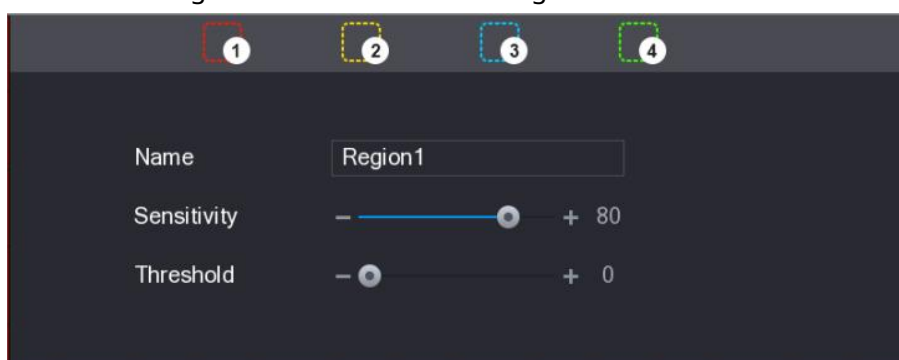 1 2 3 4
Name Region1
Sensitivity − + 80
Threshold − + 0